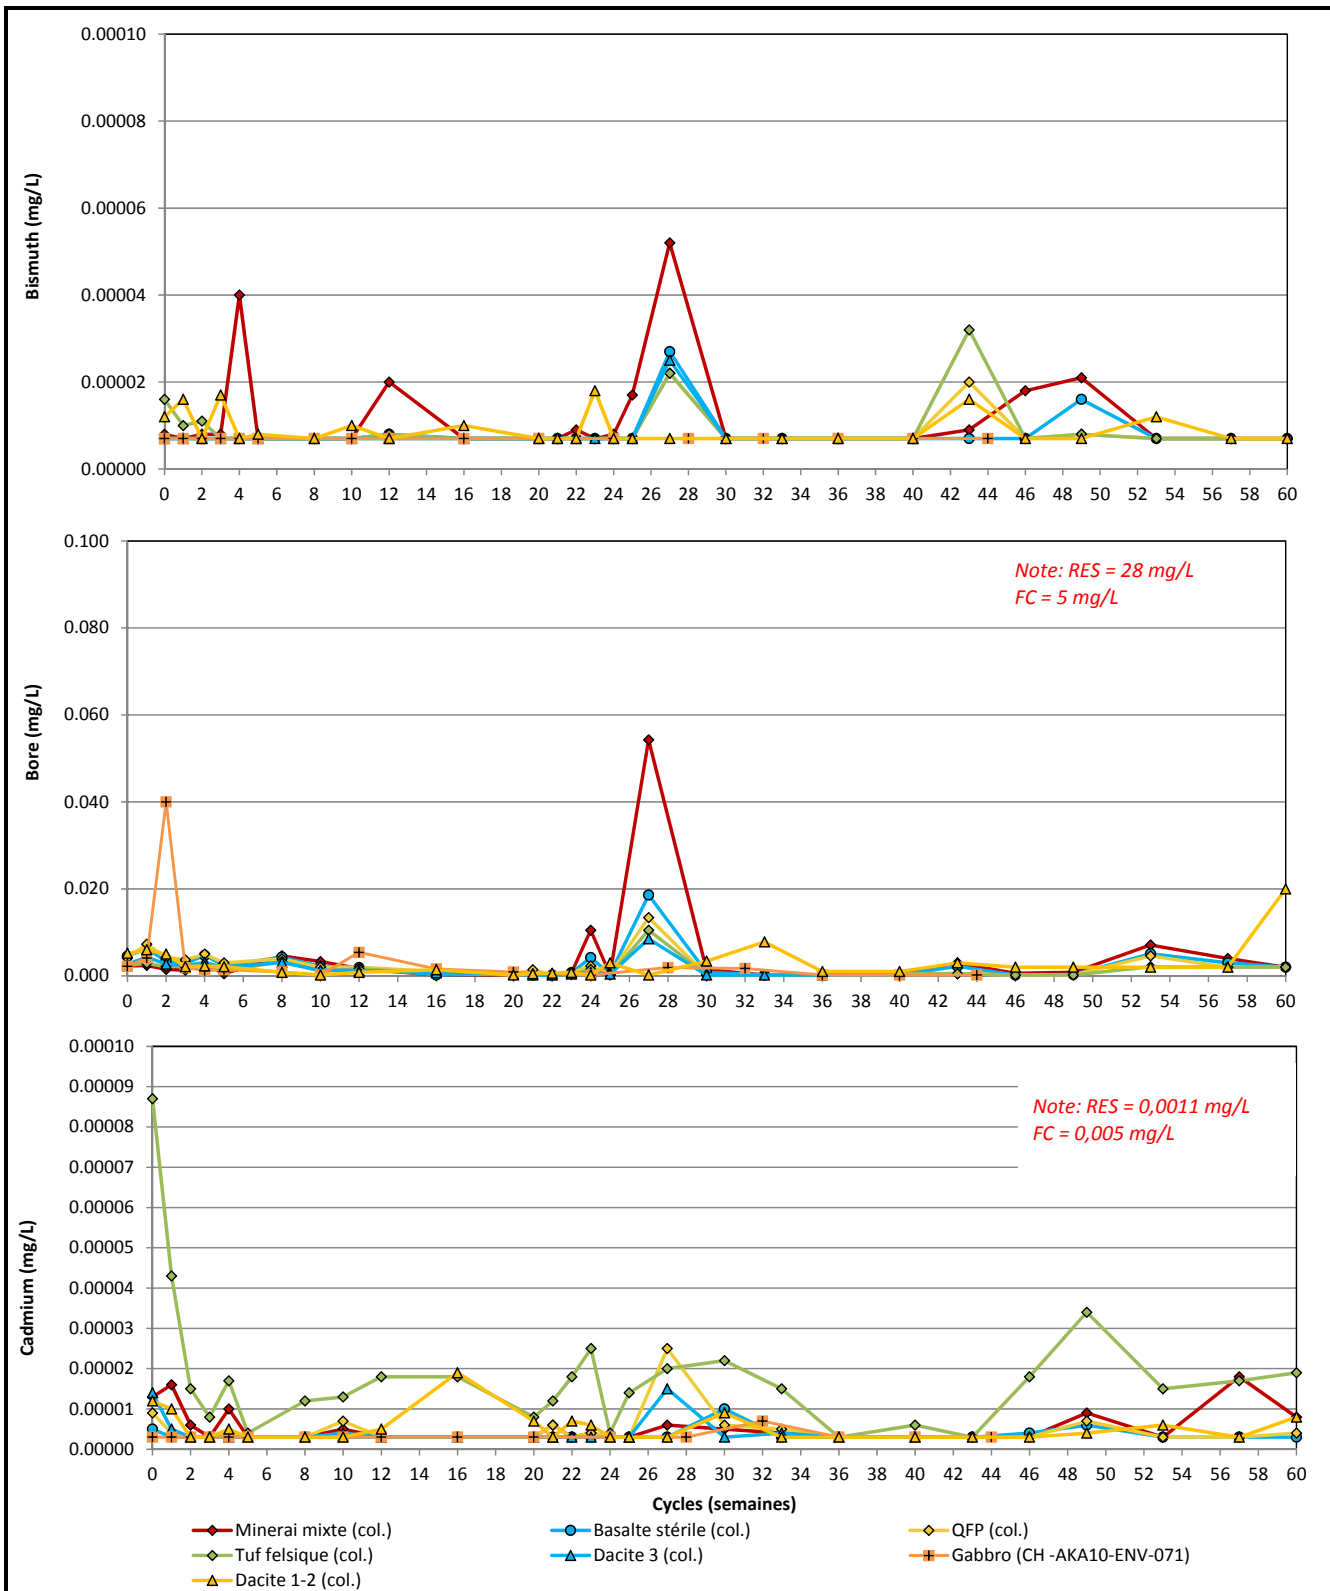 0.00010
0.00008
0.00006
0.00004
0.00002
0.00000
Bismuth (mg/L)
0 2 4 6 8 10 12 14 16 18 20 22 24 26 28 30 32 34 36 38 40 42 44 46 48 50 52 54 56 58 60
0.100
0.080
0.060
0.040
0.020
0.000
Bore (mg/L)
Note: RES = 28 mg/L
FC = 5 mg/L
0 2 4 6 8 10 12 14 16 18 20 22 24 26 28 30 32 34 36 38 40 42 44 46 48 50 52 54 56 58 60
0.00010
0.00009
0.00008
0.00007
0.00006
0.00005
0.00004
0.00003
0.00002
0.00001
0.00000
Cadmium (mg/L)
Note: RES = 0,0011 mg/L
FC = 0,005 mg/L
0 2 4 6 8 10 12 14 16 18 20 22 24 26 28 30 32 34 36 38 40 42 44 46 48 50 52 54 56 58 60
Cycles (semaines)
Minerai mixte (col.) Basalte stérile (col.) QFP (col.)
Tuf felsique (col.) Dacite 3 (col.) Gabbro (CH -AKA10-ENV-071)
Dacite 1-2 (col.)